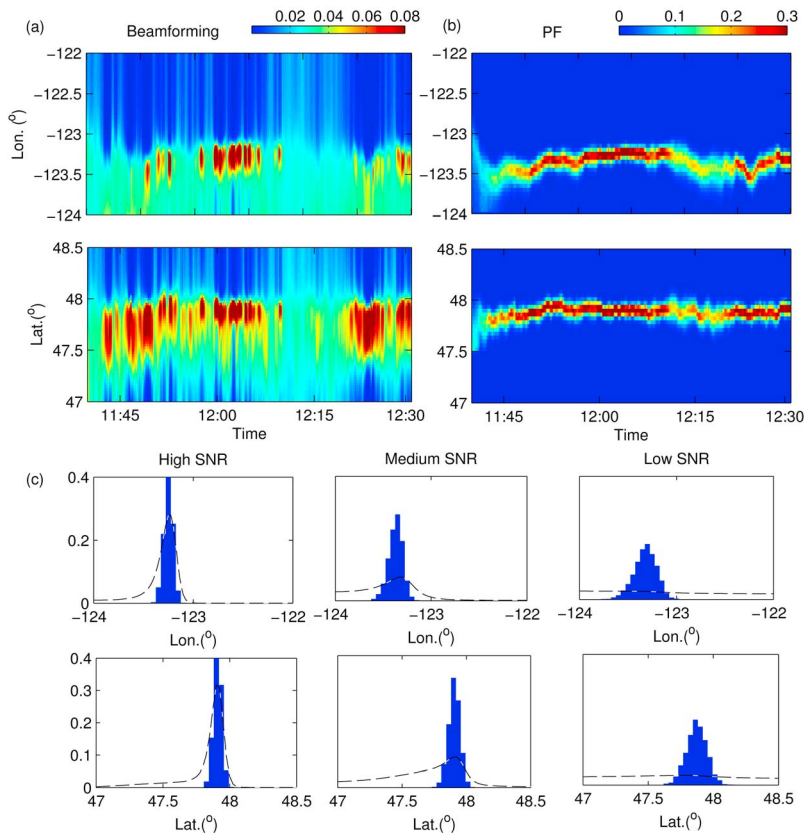 (a) Beamforming 0.02 0.04 0.06 0.08
(b) PF 0 0.1 0.2 0.3
−122 −122
−122.5 −122.5
Lon. (o) −123 −123
−123.5 −123.5
−124 −124
48.5 48.5
48 48
Lat.(o) 47.5 47.5
47 47
11:45 12:00 12:15 12:30 11:45 12:00 12:15 12:30
Time Time
(c) High SNR Medium SNR Low SNR
0.4
0.2
0
−124 −123 −122 −124 −123 −122 −124 −123 −122
Lon.(o) Lon.(o) Lon.(o)
0.4
0.3
0.2
0.1
0
47 47.5 48 48.5 47 47.5 48 48.5 47 47.5 48 48.5
Lat.(o) Lat.(o) Lat.(o)